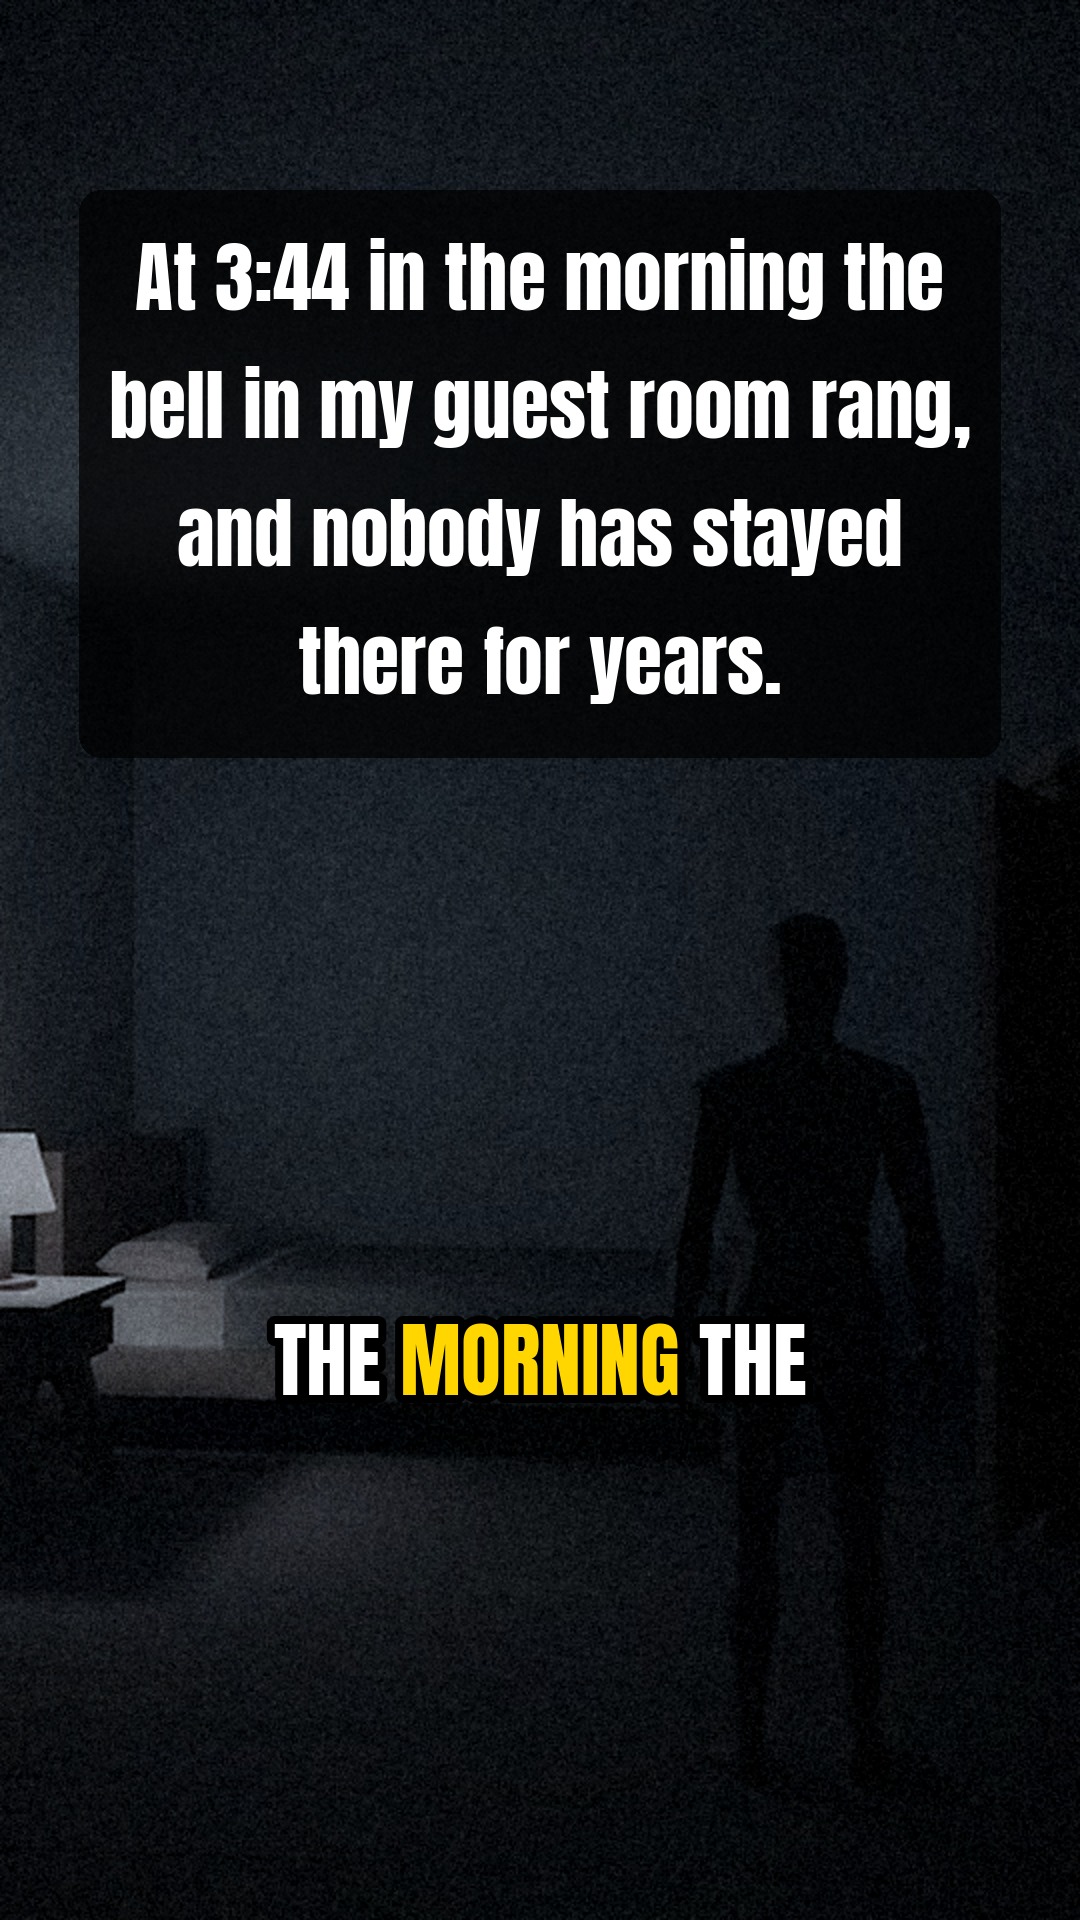 At 3:44 in the morning the
bell in my guest room rang,
and nobody has stayed
there for years.
THE MORNING THE